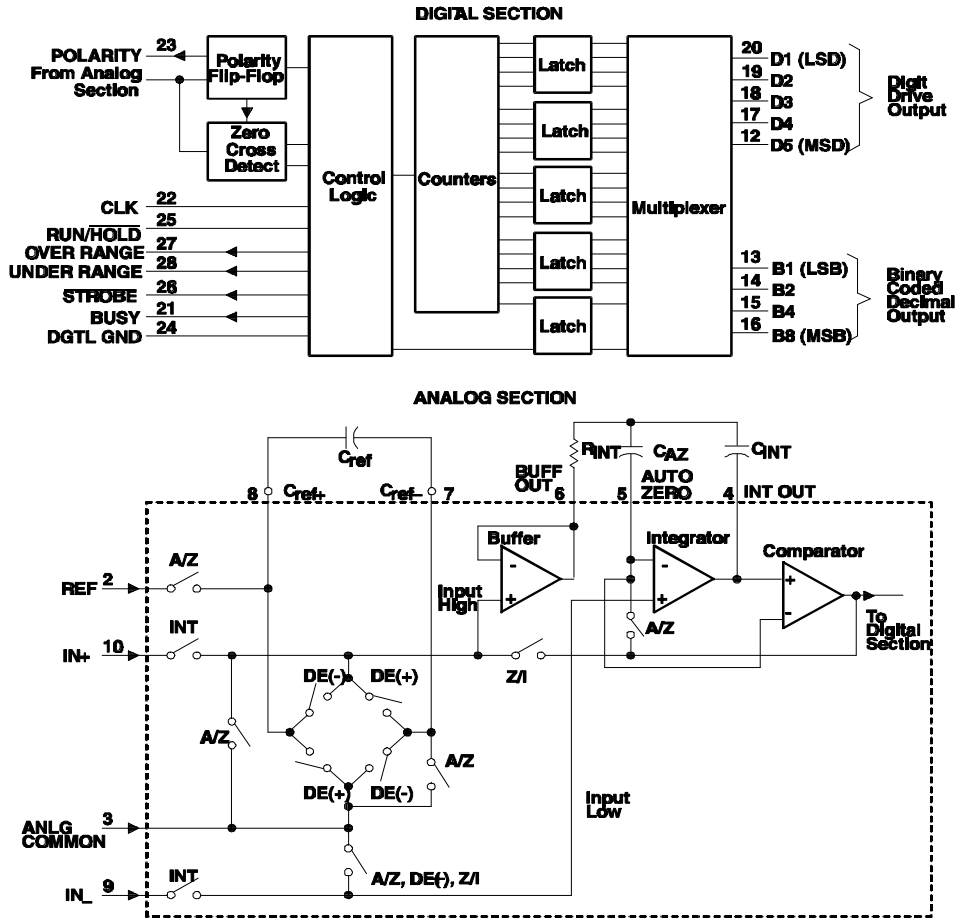 DIGITAL SECTION
POLARITY 23
From Analog
Section
Polarity
Flip-Flop
Zero
Cross
Detect
CLK 22
RUN/HOLD 25
OVER RANGE 27
UNDER RANGE 28
STROBE 26
BUSY 21
DGTL GND 24
Control
Logic
Counters
Latch
Latch
Latch
Latch
Latch
Multiplexer
20 D1 (LSD)
19 D2
18 D3
17 D4
12 D5 (MSD)
Digit
Drive
Output
13 B1 (LSB)
14 B2
15 B4
16 B8 (MSB)
Binary
Coded
Decimal
Output
ANALOG SECTION
Cref
RINT
CAZ
CINT
8 Cref+
Cref– 7
BUFF
OUT
6
5
AUTO
ZERO
4 INT OUT
Buffer
-
+
Integrator
-
+
Comparator
+
-
REF 2
A/Z
Input
High
A/Z
To
Digital
Section
IN+ 10
INT
Z/I
DE(-)
DE(+)
A/Z
A/Z
DE(+)
DE(-)
Input
Low
ANLG
COMMON
3
A/Z, DE(-), Z/I
IN_ 9
INT